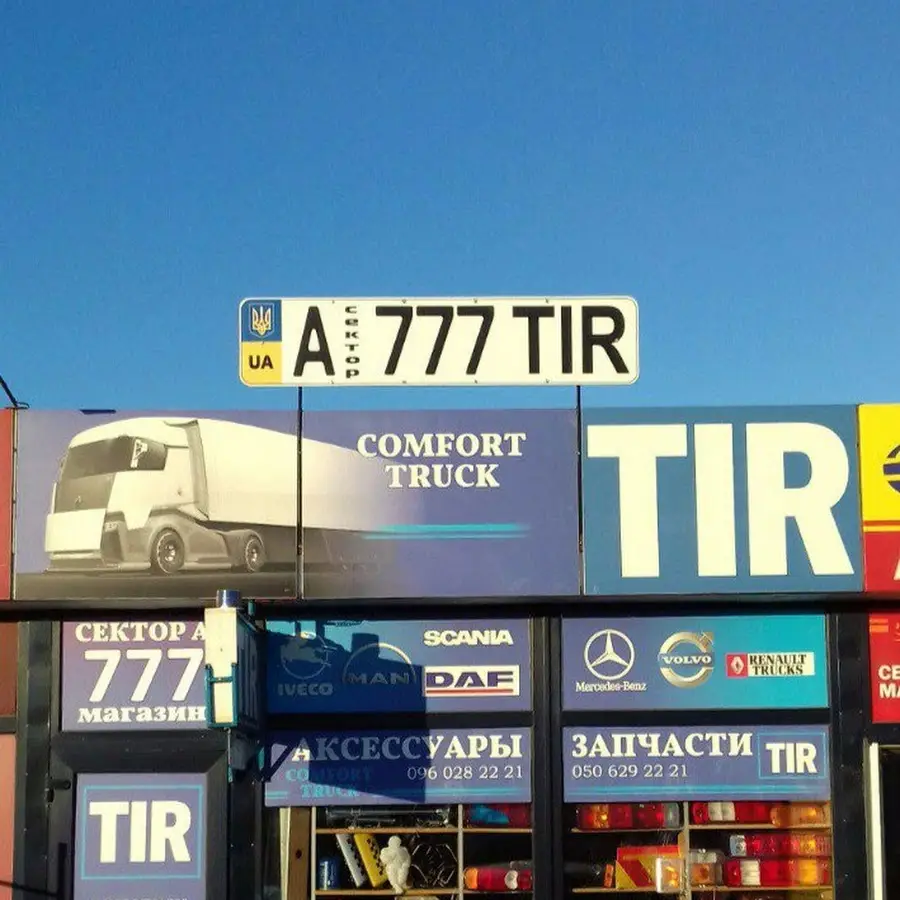 UA A сектор 777 TIR
COMFORT
TRUCK
TIR
СЕКТОР А
777
магазин
IVECO
MAN
SCANIA
DAF
Mercedes-Benz
VOLVO
RENAULT
TRUCKS
АКСЕССУАРЫ
096 028 22 21
COMFORT
TRUCK
ЗАПЧАСТИ
050 629 22 21
TIR
TIR